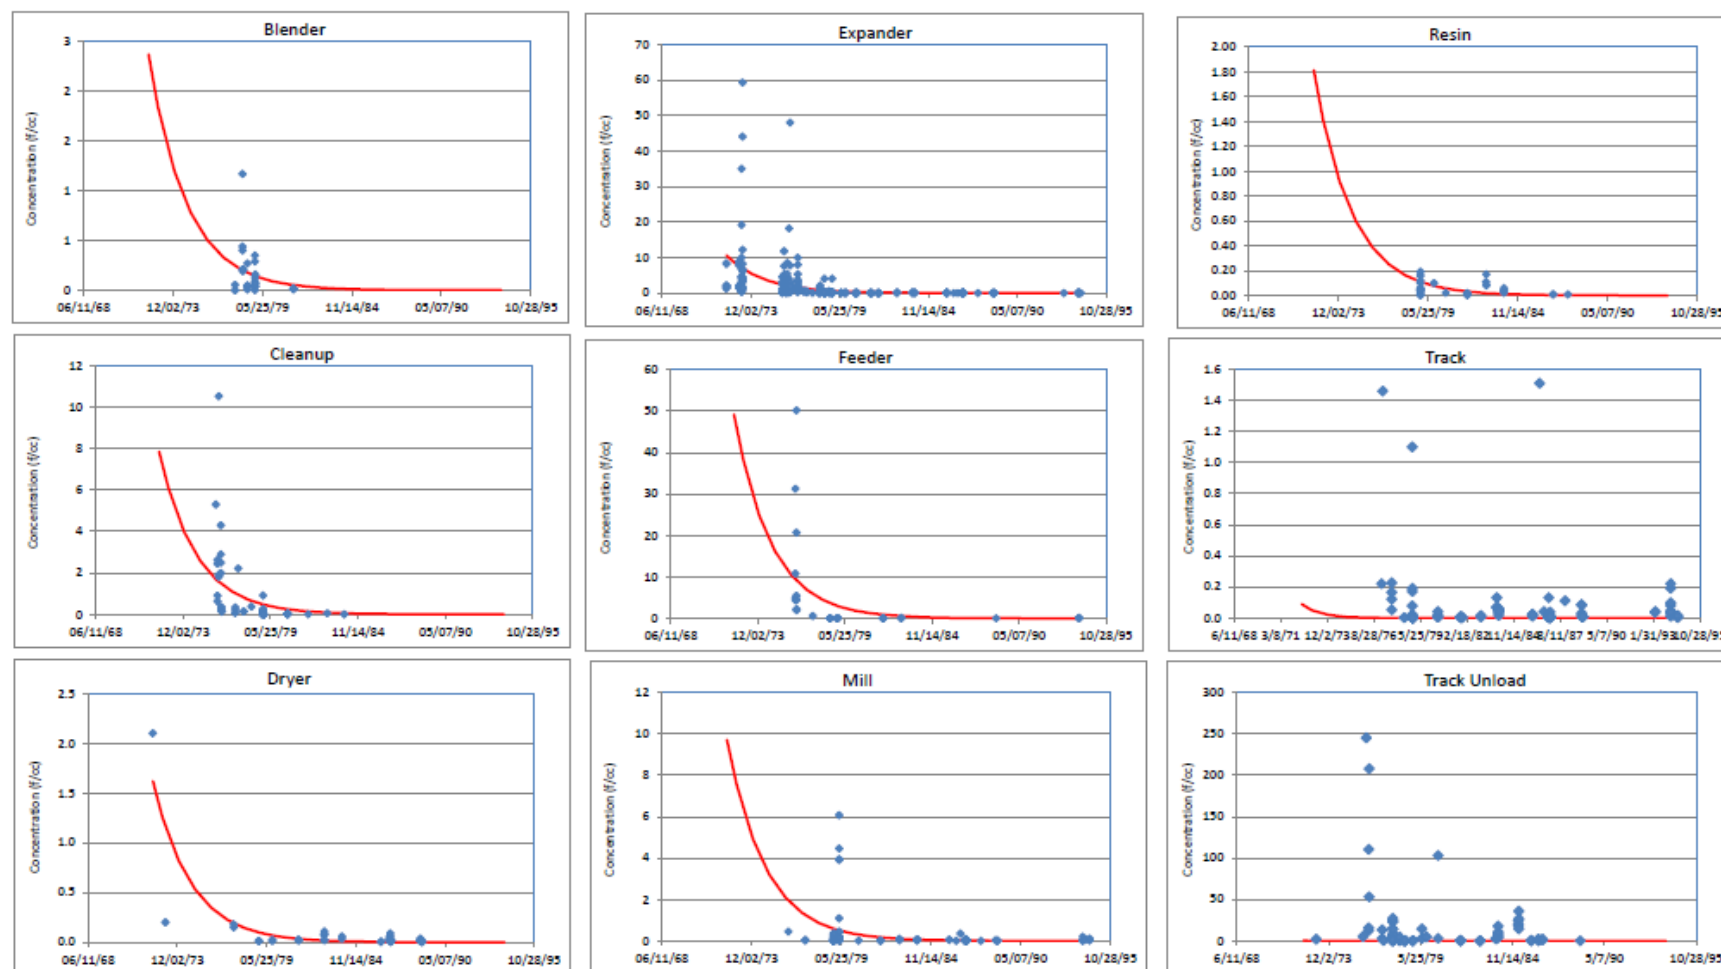 Blender
Concentration (f/cc)
3
2
2
1
1
0
06/11/68 12/02/73 05/25/79 11/14/84 05/07/90 10/28/95
Expander
Concentration (f/cc)
70
60
50
40
30
20
10
0
06/11/68 12/02/73 05/25/79 11/14/84 05/07/90 10/28/95
Resin
Concentration (f/cc)
2.00
1.80
1.60
1.40
1.20
1.00
0.80
0.60
0.40
0.20
0.00
06/11/68 12/02/73 05/25/79 11/14/84 05/07/90 10/28/95
Cleanup
Concentration (f/cc)
12
10
8
6
4
2
0
06/11/68 12/02/73 05/25/79 11/14/84 05/07/90 10/28/95
Feeder
Concentration (f/cc)
60
50
40
30
20
10
0
06/11/68 12/02/73 05/25/79 11/14/84 05/07/90 10/28/95
Track
Concentration (f/cc)
1.6
1.4
1.2
1.0
0.8
0.6
0.4
0.2
0.0
6/11/68 3/8/71 12/2/73 8/28/76 5/25/79 2/18/82 11/14/84 8/11/87 5/7/90 1/31/93 10/28/95
Dryer
Concentration (f/cc)
2.5
2.0
1.5
1.0
0.5
0.0
06/11/68 12/02/73 05/25/79 11/14/84 05/07/90 10/28/95
Mill
Concentration (f/cc)
12
10
8
6
4
2
0
06/11/68 12/02/73 05/25/79 11/14/84 05/07/90 10/28/95
Track Unload
Concentration (f/cc)
300
250
200
150
100
50
0
6/11/68 12/2/73 5/25/79 11/14/84 5/7/90 10/28/95